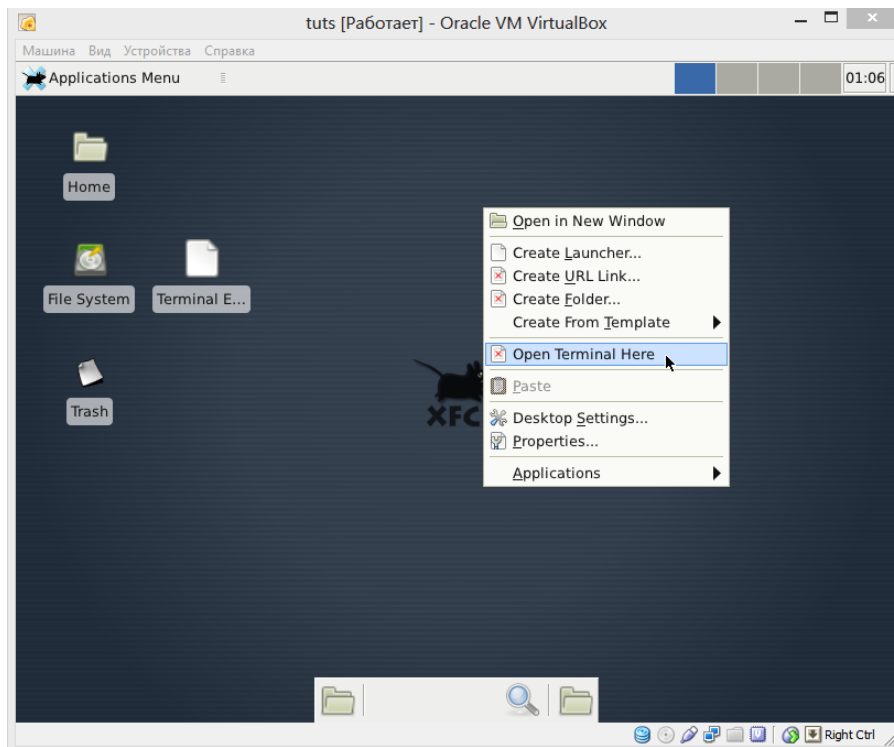 tuts [Работает] - Oracle VM VirtualBox
Машина Вид Устройства Справка
Applications Menu
01:06
Home
File System
Terminal E...
Trash
XFC
Open in New Window
Create Launcher...
Create URL Link...
Create Folder...
Create From Template
Open Terminal Here
Paste
Desktop Settings...
Properties...
Applications
Right Ctrl